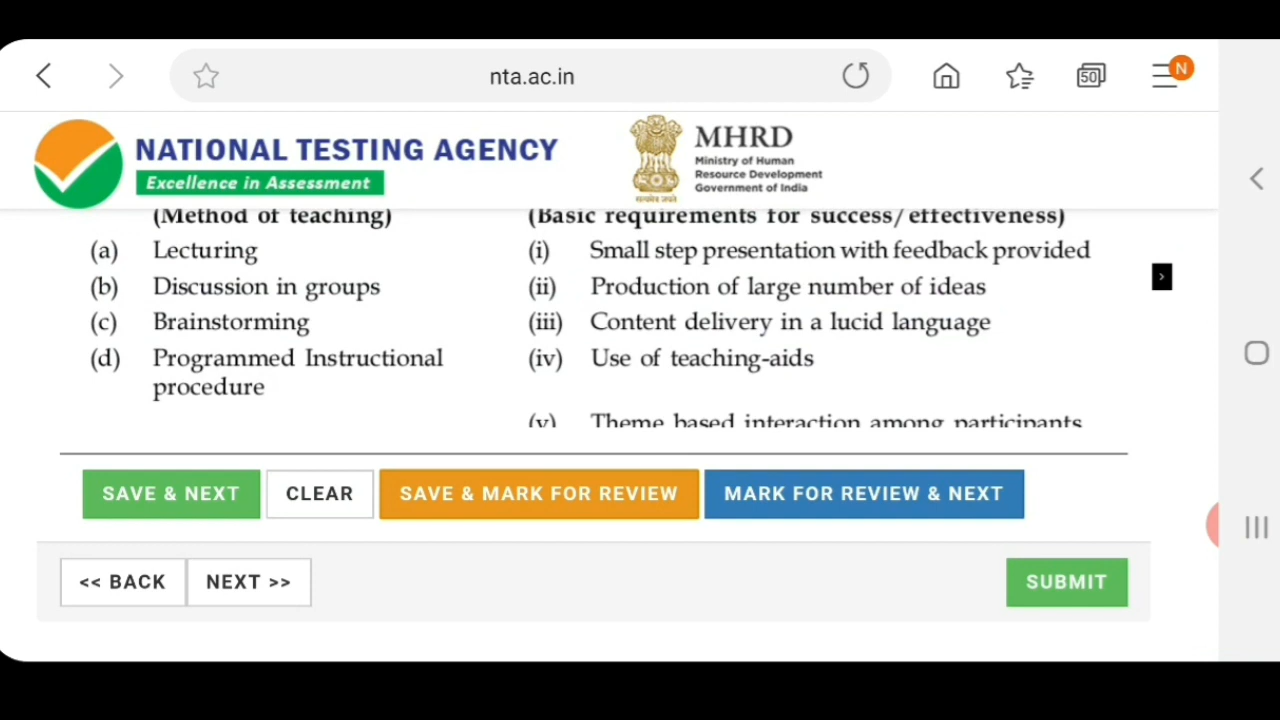 nta.ac.in
50
N
NATIONAL TESTING AGENCY
Excellence in Assessment
MHRD
Ministry of Human
Resource Development
Government of India
सत्यमेव जयते
(Method of teaching) (Basic requirements for success/effectiveness)
(a) Lecturing (i) Small step presentation with feedback provided
(b) Discussion in groups (ii) Production of large number of ideas
(c) Brainstorming (iii) Content delivery in a lucid language
(d) Programmed Instructional (iv) Use of teaching-aids
procedure
(v) Theme based interaction among participants
SAVE & NEXT CLEAR SAVE & MARK FOR REVIEW MARK FOR REVIEW & NEXT
<< BACK NEXT >> SUBMIT